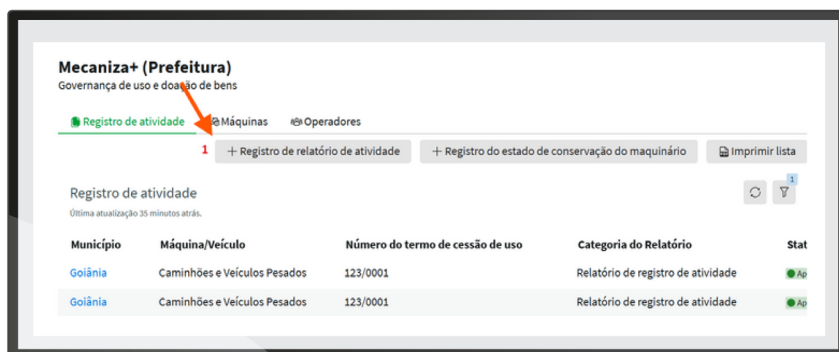 Mecaniza+ (Prefeitura)
Governança de uso e doação de bens
Registro de atividade Máquinas Operadores
1 + Registro de relatório de atividade + Registro do estado de conservação do maquinário Imprimir lista
Registro de atividade 1
Última atualização 35 minutos atrás.
Município Máquina/Veículo Número do termo de cessão de uso Categoria do Relatório Stat
Goiânia Caminhões e Veículos Pesados 123/0001 Relatório de registro de atividade Ap
Goiânia Caminhões e Veículos Pesados 123/0001 Relatório de registro de atividade Ap